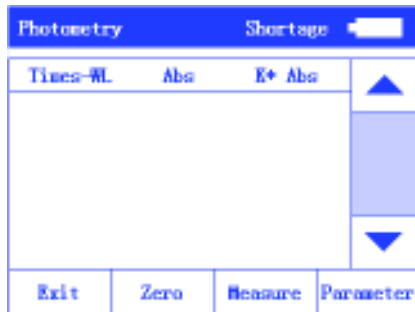 Photometry Shortage
Times-WL Abs K* Abs
Exit Zero Measure Parameter